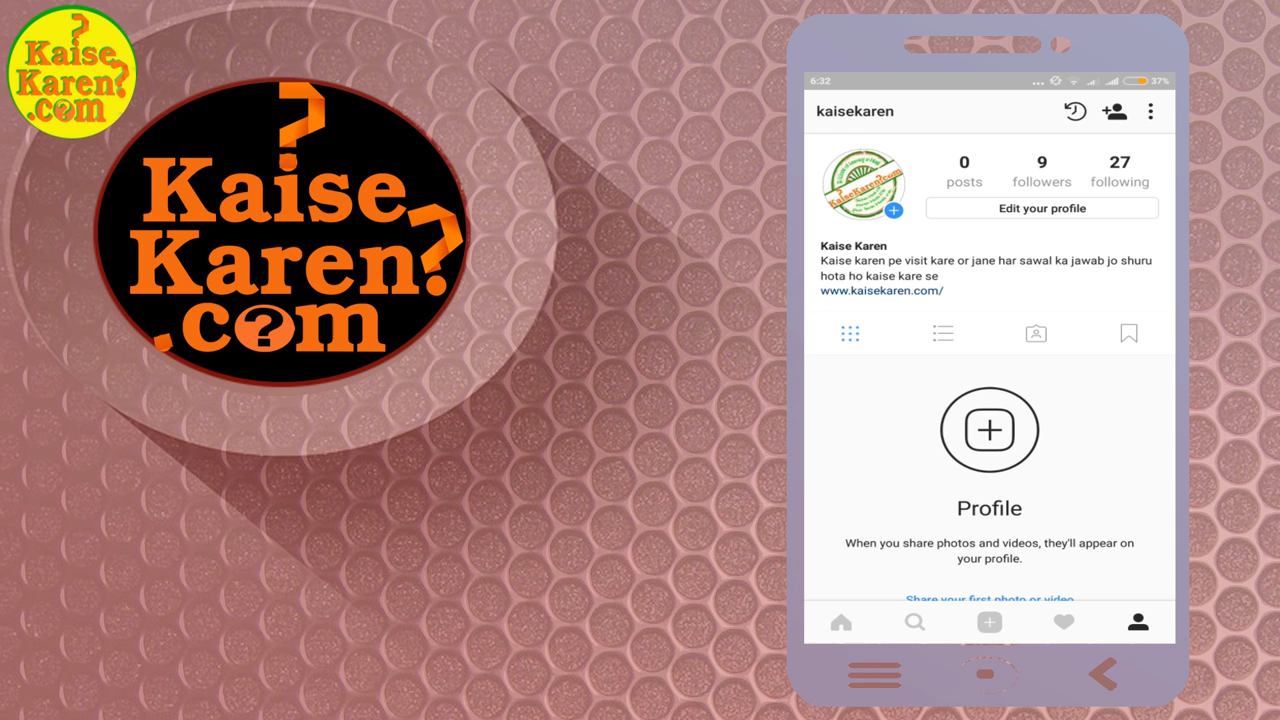 ?
Kaise
Karen?
.com
?
Kaise
Karen?
.com
6:32
37%
kaisekaren
0
9
27
posts
followers
following
KaiseKaren?com
Edit your profile
Kaise Karen
Kaise karen pe visit kare or jane har sawal ka jawab jo shuru
hota ho kaise kare se
www.kaisekaren.com/
Profile
When you share photos and videos, they'll appear on
your profile.
Share your first photo or video